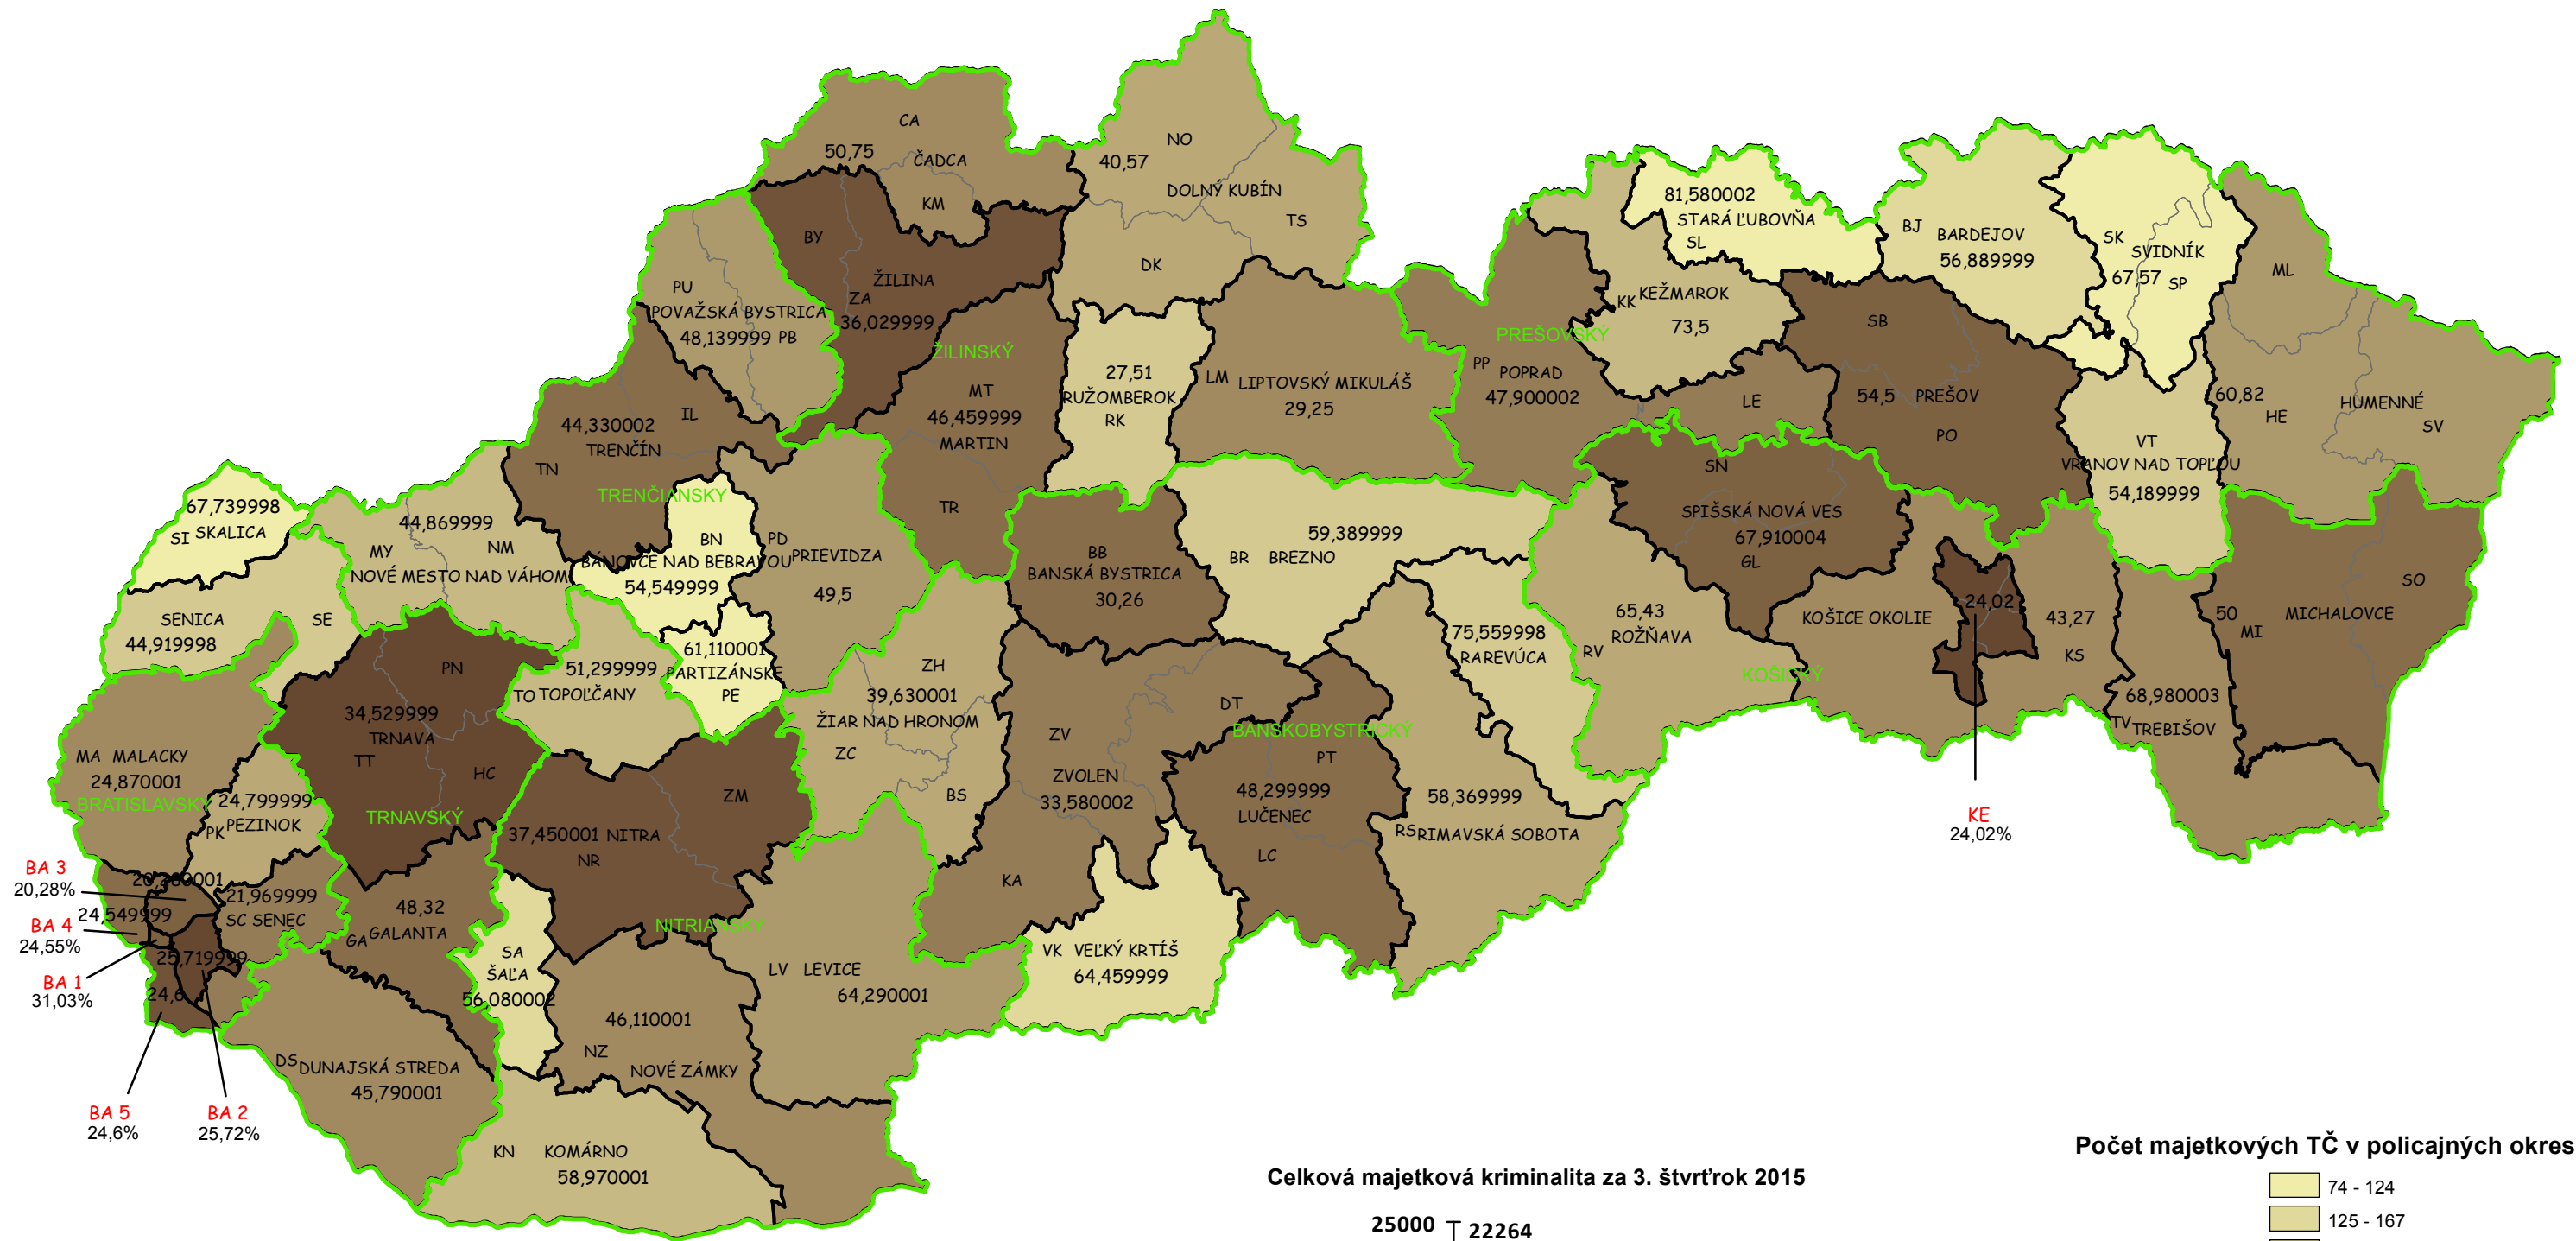 CA
50,75
ČADCA
KM
NO
40,57
DOLNÝ KUBÍN
TS
DK
BY
ŽILINA
ZA
36,029999
ŽILINSKÝ
PU
POVAŽSKÁ BYSTRICA
48,139999 PB
81,580002
STARÁ ĽUBOVŇA
SL
BJ
BARDEJOV
56,889999
SK
SVIDNÍK
67,57 SP
ML
KK KEŽMAROK
73,5
PREŠOVSKÝ
PP
POPRAD
47,900002
LE
SB
54,5 PREŠOV
PO
60,82
HE
HUMENNÉ
SV
VT
VRANOV NAD TOPĽOU
54,189999
27,51
RUŽOMBEROK
RK
LM LIPTOVSKÝ MIKULÁŠ
29,25
MT
46,459999
MARTIN
TR
IL
44,330002
TRENČÍN
TN
TRENČIANSKY
67,739998
SI SKALICA
44,869999
MY
NM
NOVÉ MESTO NAD VÁHOM
BN
BÁNOVCE NAD BEBRAVOU
54,549999
PD
PRIEVIDZA
49,5
BB
BANSKÁ BYSTRICA
30,26
59,389999
BR BREZNO
SN
SPIŠSKÁ NOVÁ VES
67,910004
GL
SENICA
SE
44,919998
61,110001
PARTIZÁNSKE
PE
51,299999
TO TOPOĽČANY
PN
34,529999
TRNAVA
TT
HC
TRNAVSKÝ
ZH
39,630001
ŽIAR NAD HRONOM
ZC
BS
75,559998
RA REVÚCA
65,43
ROŽŇAVA
RV
KOŠICE OKOLIE
24,02
43,27
KS
KOŠICKÝ
50
MI
MICHALOVCE
SO
68,980003
TV
TREBIŠOV
MA MALACKY
24,870001
BRATISLAVSKÝ
24,799999
PK PEZINOK
DT
BANSKOBYSTRICKÝ
ZV
ZVOLEN
33,580002
PT
48,299999
LUČENEC
LC
58,369999
RS RIMAVSKÁ SOBOTA
KA
KE
24,02%
ZM
37,450001 NITRA
NR
NITRIANSKY
BA 3
20,28%
20,280001
21,969999
SC SENEC
24,549999
BA 4
24,55%
25,719999
BA 1
31,03%
24,6
48,32
GA GALANTA
SA
ŠAĽA
56,080002
LV LEVICE
64,290001
VK VEĽKÝ KRTÍŠ
64,459999
46,110001
NZ
NOVÉ ZÁMKY
DS DUNAJSKÁ STREDA
45,790001
BA 5
24,6%
BA 2
25,72%
KN KOMÁRNO
58,970001
Celková majetková kriminalita za 3. štvrťrok 2015
25000
22264
Počet majetkových TČ v policajných okres
74 - 124
125 - 167